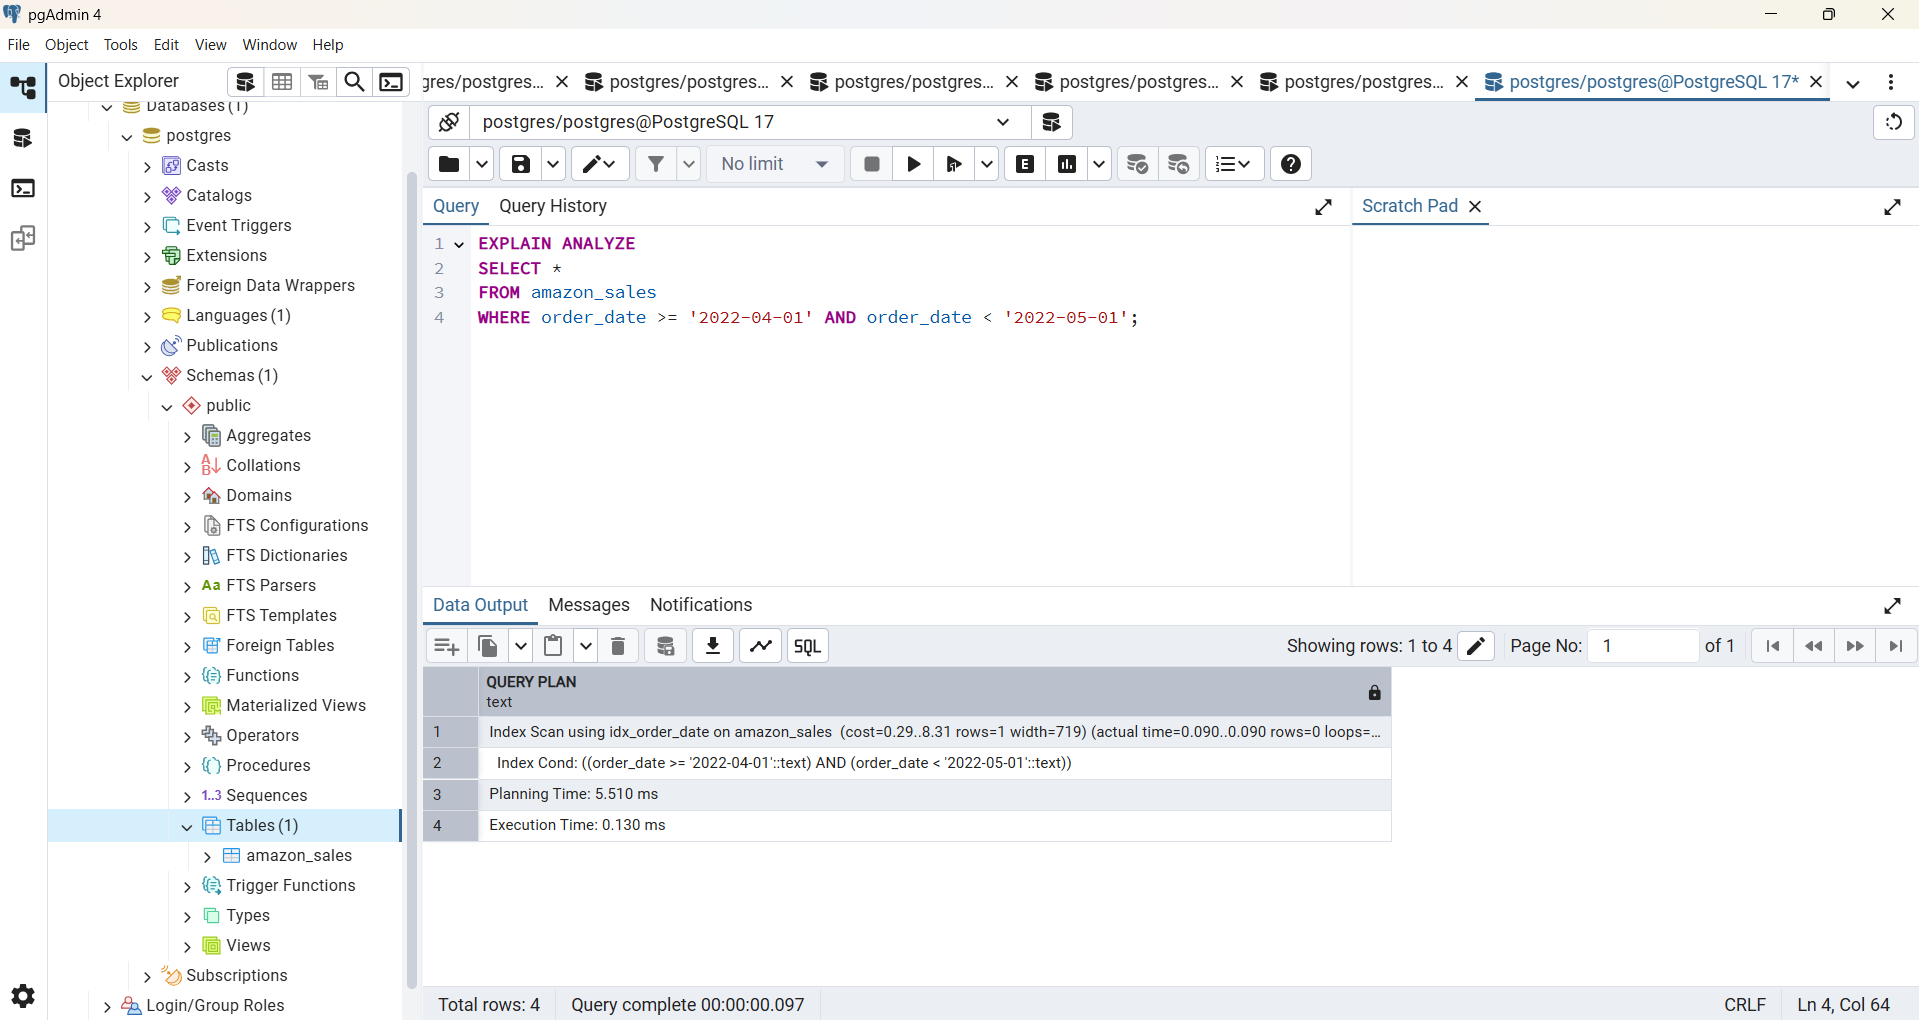 pgAdmin 4
File Object Tools Edit View Window Help
Object Explorer
gres/postgres... postgres/postgres... postgres/postgres... postgres/postgres... postgres/postgres... postgres/postgres@PostgreSQL 17*
Databases (1)
postgres
Casts
Catalogs
Event Triggers
Extensions
Foreign Data Wrappers
Languages (1)
Publications
Schemas (1)
public
Aggregates
Collations
Domains
FTS Configurations
FTS Dictionaries
Aa FTS Parsers
FTS Templates
Foreign Tables
Functions
Materialized Views
Operators
Procedures
1..3 Sequences
Tables (1)
amazon_sales
Trigger Functions
Types
Views
Subscriptions
Login/Group Roles
postgres/postgres@PostgreSQL 17
No limit
E
Query Query History
Scratch Pad
1 EXPLAIN ANALYZE
2 SELECT *
3 FROM amazon_sales
4 WHERE order_date >= '2022-04-01' AND order_date < '2022-05-01';
Data Output Messages Notifications
SQL
Showing rows: 1 to 4 Page No: 1 of 1
QUERY PLAN
text
1 Index Scan using idx_order_date on amazon_sales (cost=0.29..8.31 rows=1 width=719) (actual time=0.090..0.090 rows=0 loops=...
2 Index Cond: ((order_date >= '2022-04-01'::text) AND (order_date < '2022-05-01'::text))
3 Planning Time: 5.510 ms
4 Execution Time: 0.130 ms
Total rows: 4 Query complete 00:00:00.097
CRLF Ln 4, Col 64